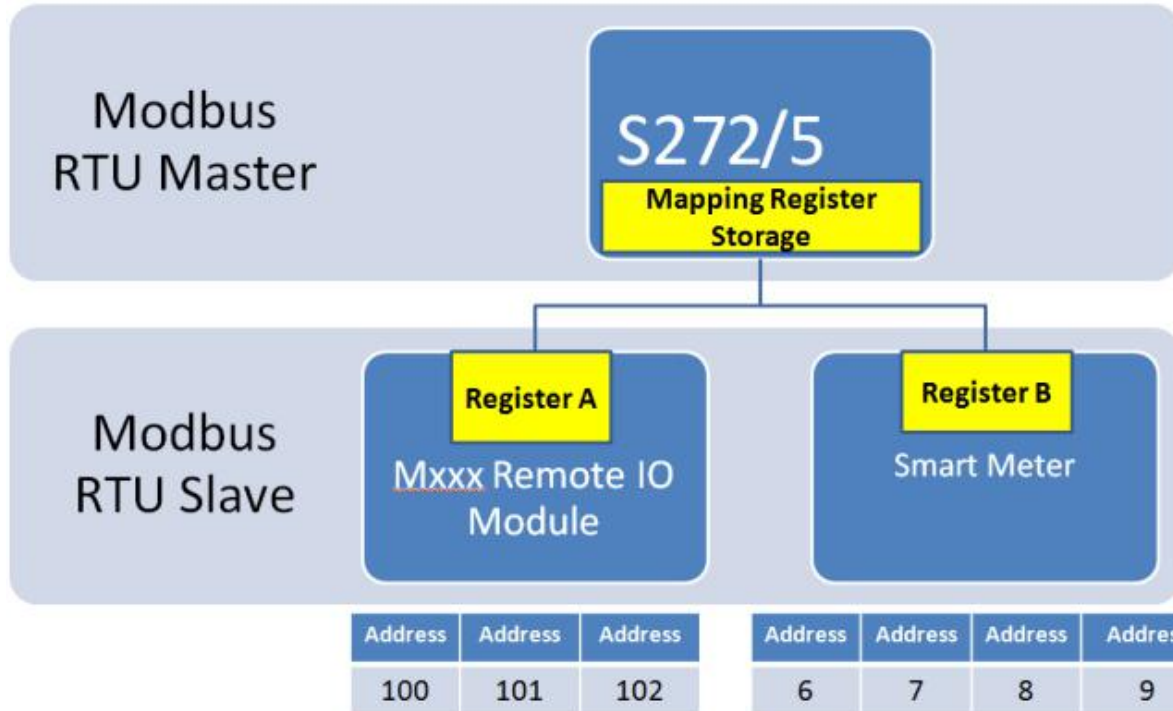 Modbus
RTU Master
S272/5
Mapping Register
Storage
Modbus
RTU Slave
Register A
Mxxx Remote IO
Module
Register B
Smart Meter
Address Address Address
100 101 102
Address Address Address Addres
6 7 8 9